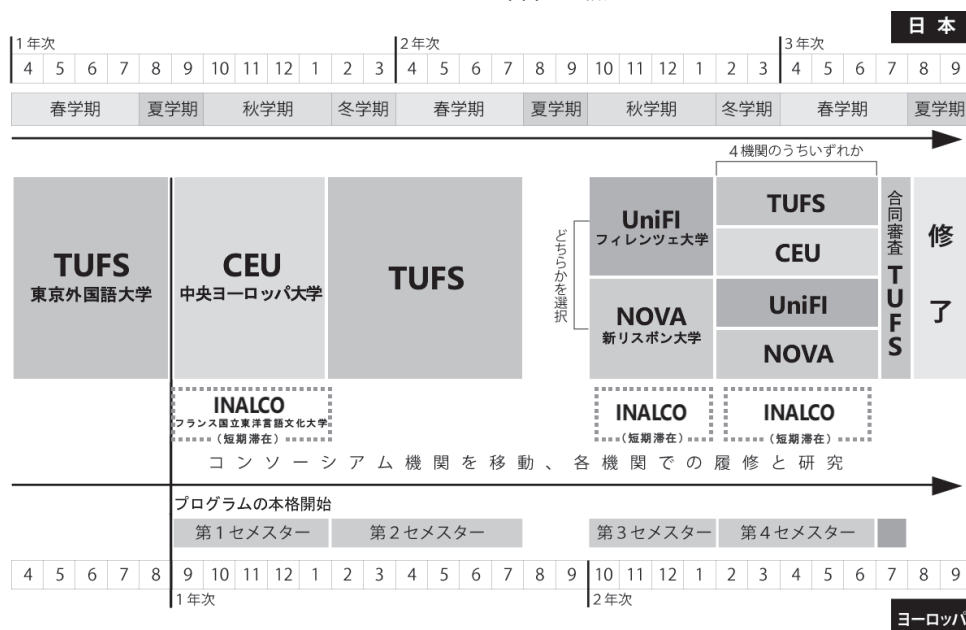 日本
1年次 2年次 3年次
4 5 6 7 8 9 10 11 12 1 2 3 4 5 6 7 8 9 10 11 12 1 2 3 4 5 6 7 8 9
春学期 夏学期 秋学期 冬学期 春学期 夏学期 秋学期 冬学期 春学期 夏学期
4機関のうちいずれか
TUFS
東京外国語大学
CEU
中央ヨーロッパ大学
TUFS
どちらかを選択
UniFI
フィレンツェ大学
NOVA
新リスボン大学
TUFS
CEU
UniFI
NOVA
合同審査 TUFS
修了
INALCO
フランス国立東洋言語文化大学
(短期滞在)
INALCO
(短期滞在)
INALCO
(短期滞在)
コンソーシアム機関を移動、各機関での履修と研究
プログラムの本格開始
第1セメスター 第2セメスター 第3セメスター 第4セメスター
4 5 6 7 8 9 10 11 12 1 2 3 4 5 6 7 8 9 10 11 12 1 2 3 4 5 6 7 8 9
1年次 2年次
ヨーロッパ